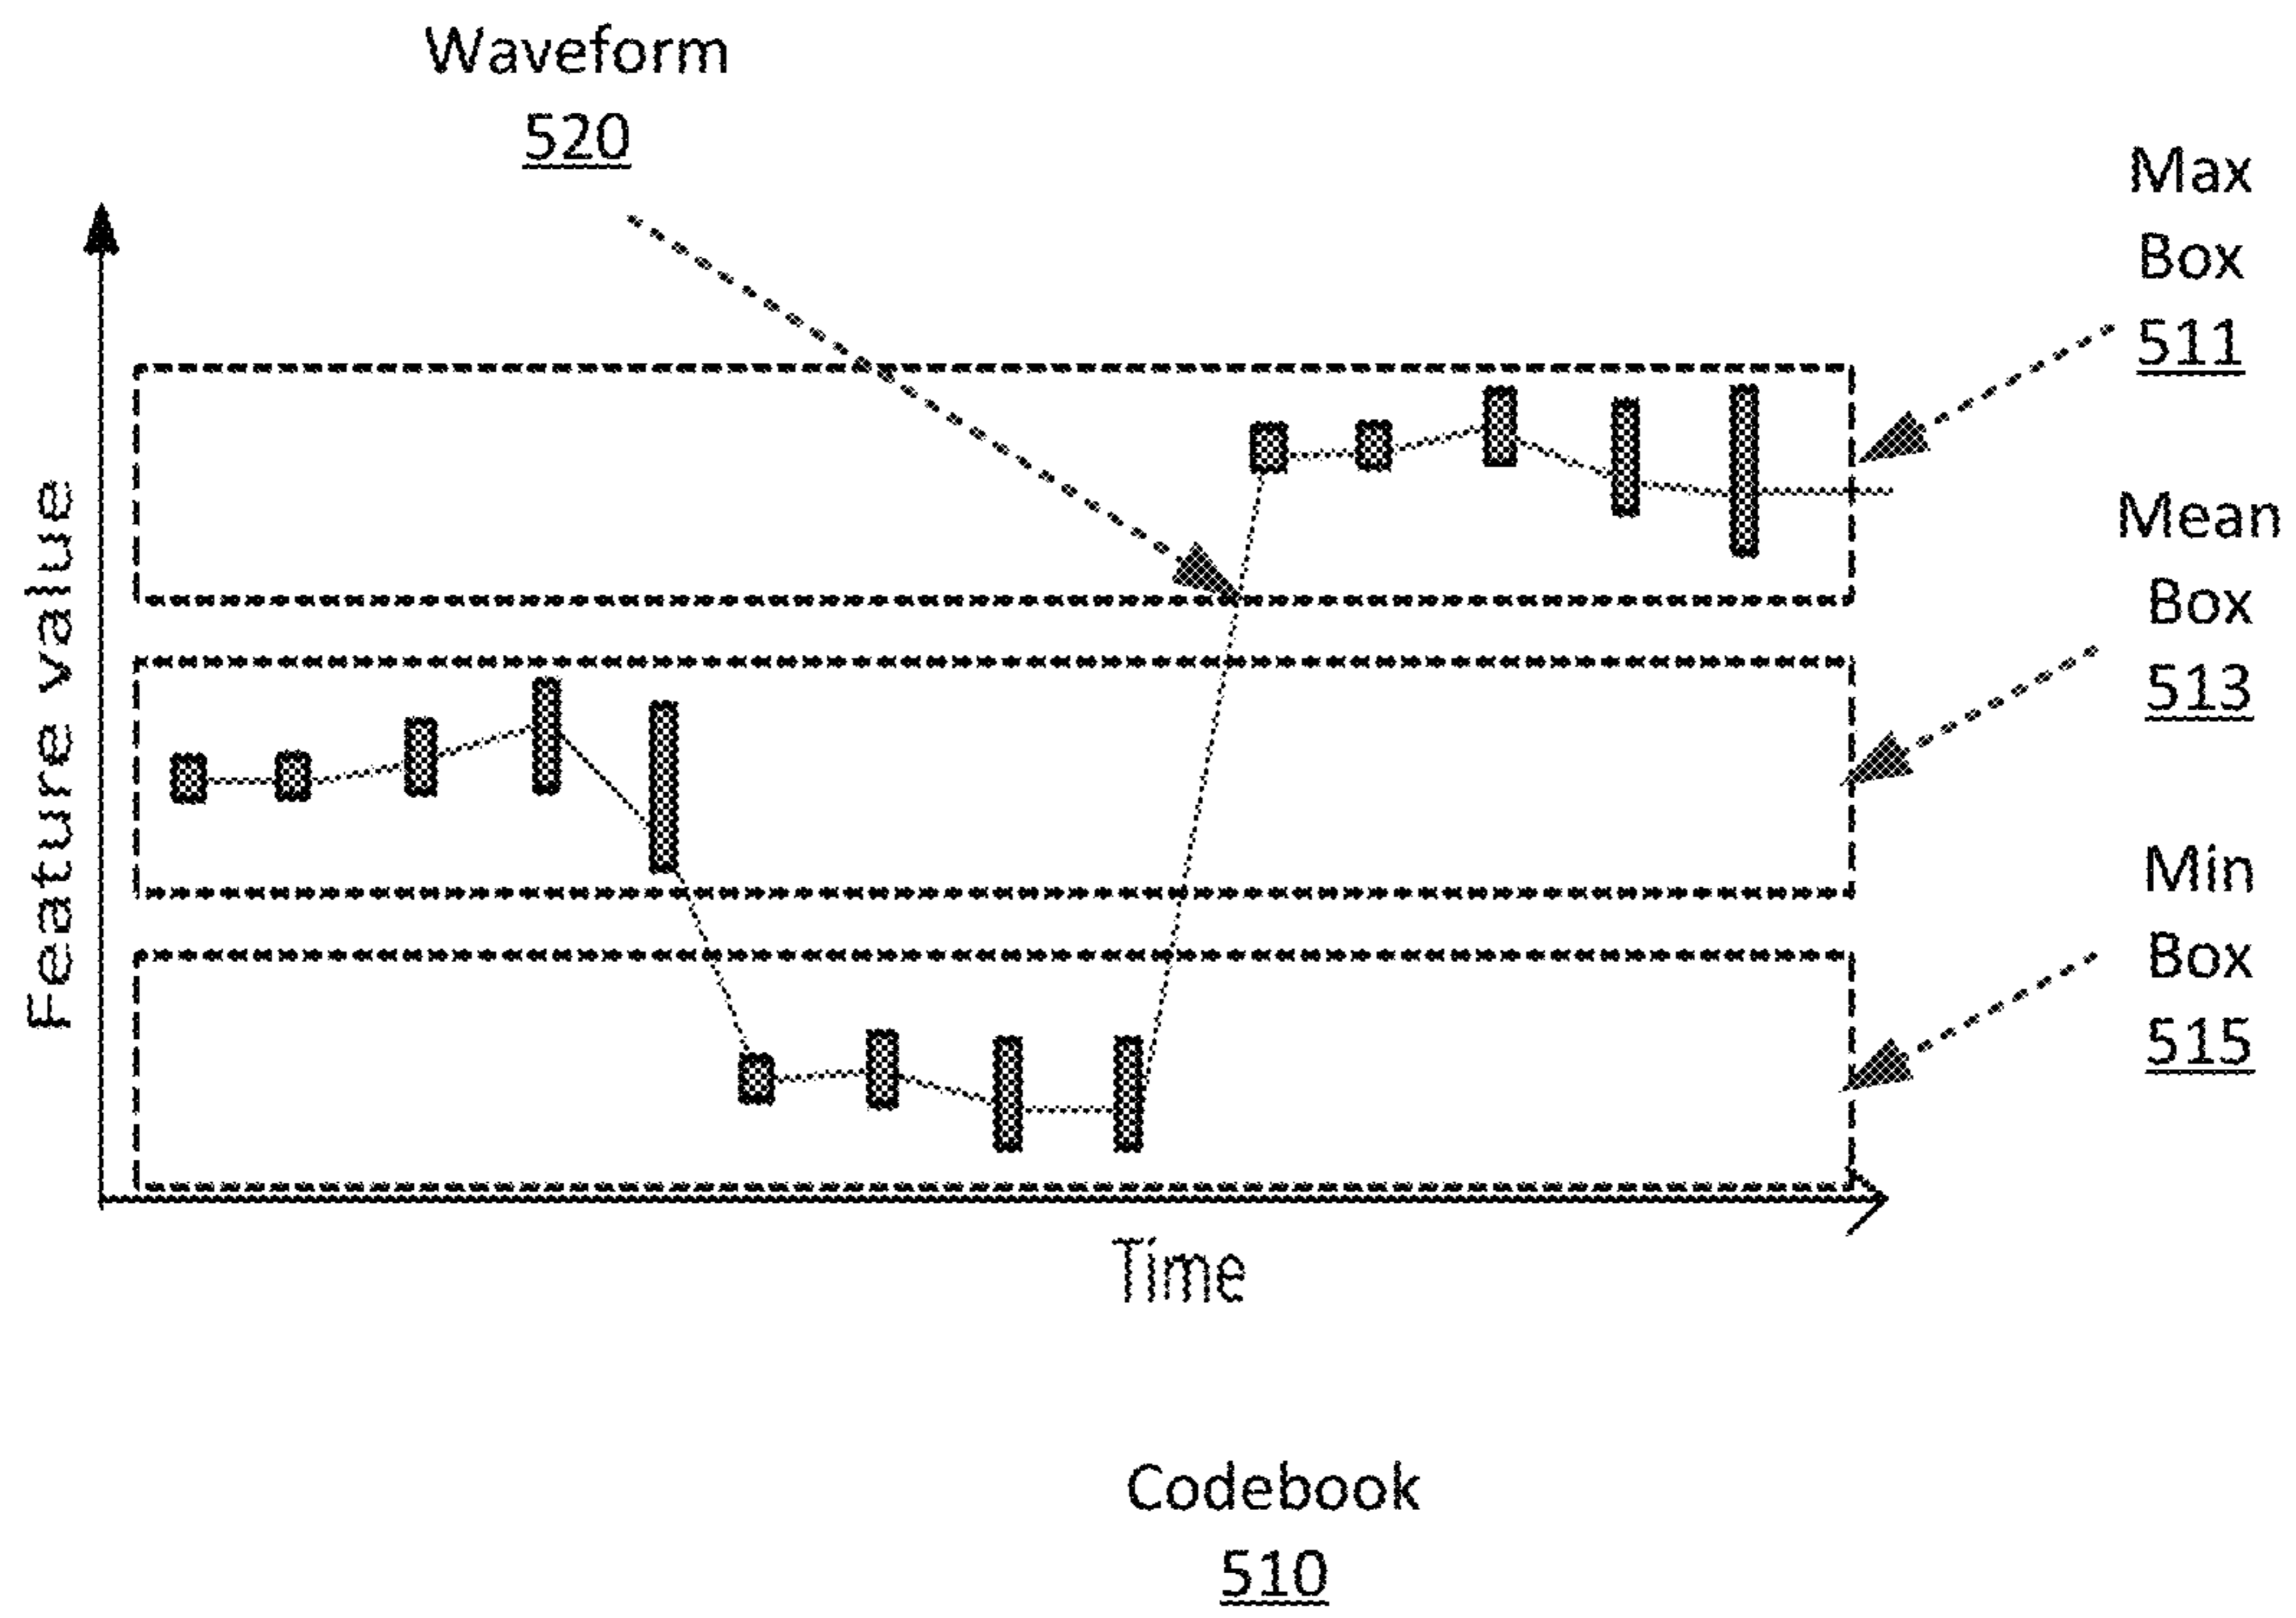 Waveform
520
Max
Box
511
Mean
Box
513
Min
Box
515
Feature value
Time
Codebook
510